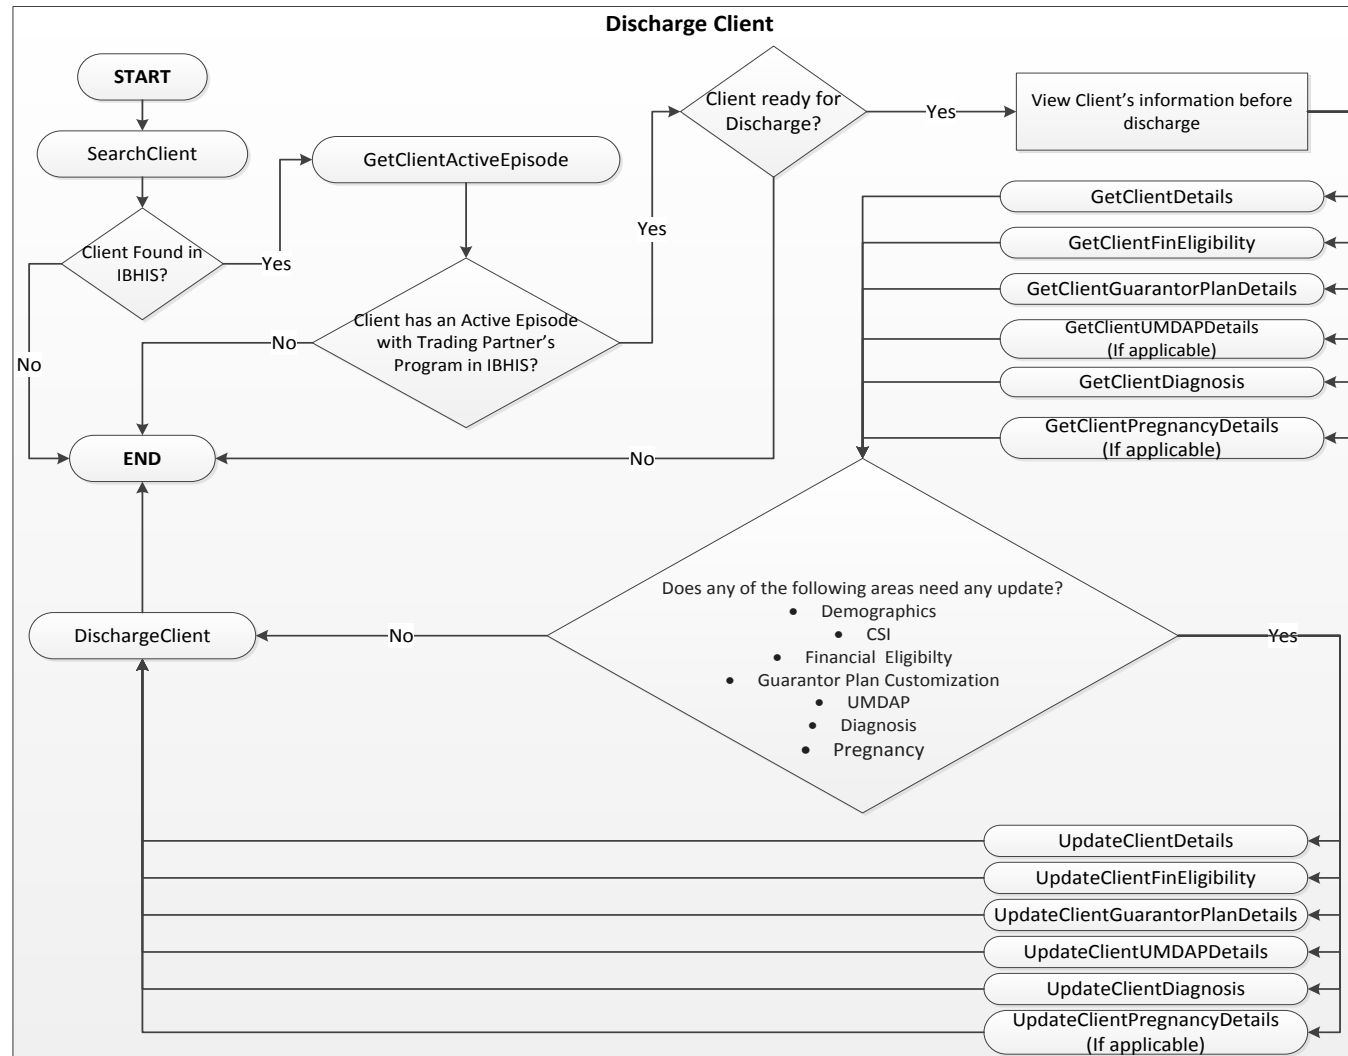 Discharge Client
START
SearchClient
Client Found in
IBHIS?
Yes
No
GetClientActiveEpisode
Client has an Active Episode
with Trading Partner's
Program in IBHIS?
No
Yes
Client ready for
Discharge?
Yes
No
View Client's information before
discharge
GetClientDetails
GetClientFinEligibility
GetClientGuarantorPlanDetails
GetClientUMDAPDetails
(If applicable)
GetClientDiagnosis
GetClientPregnancyDetails
(If applicable)
END
Does any of the following areas need any update?
● Demographics
● CSI
● Financial Eligibilty
● Guarantor Plan Customization
● UMDAP
● Diagnosis
● Pregnancy
No
Yes
DischargeClient
UpdateClientDetails
UpdateClientFinEligibility
UpdateClientGuarantorPlanDetails
UpdateClientUMDAPDetails
UpdateClientDiagnosis
UpdateClientPregnancyDetails
(If applicable)